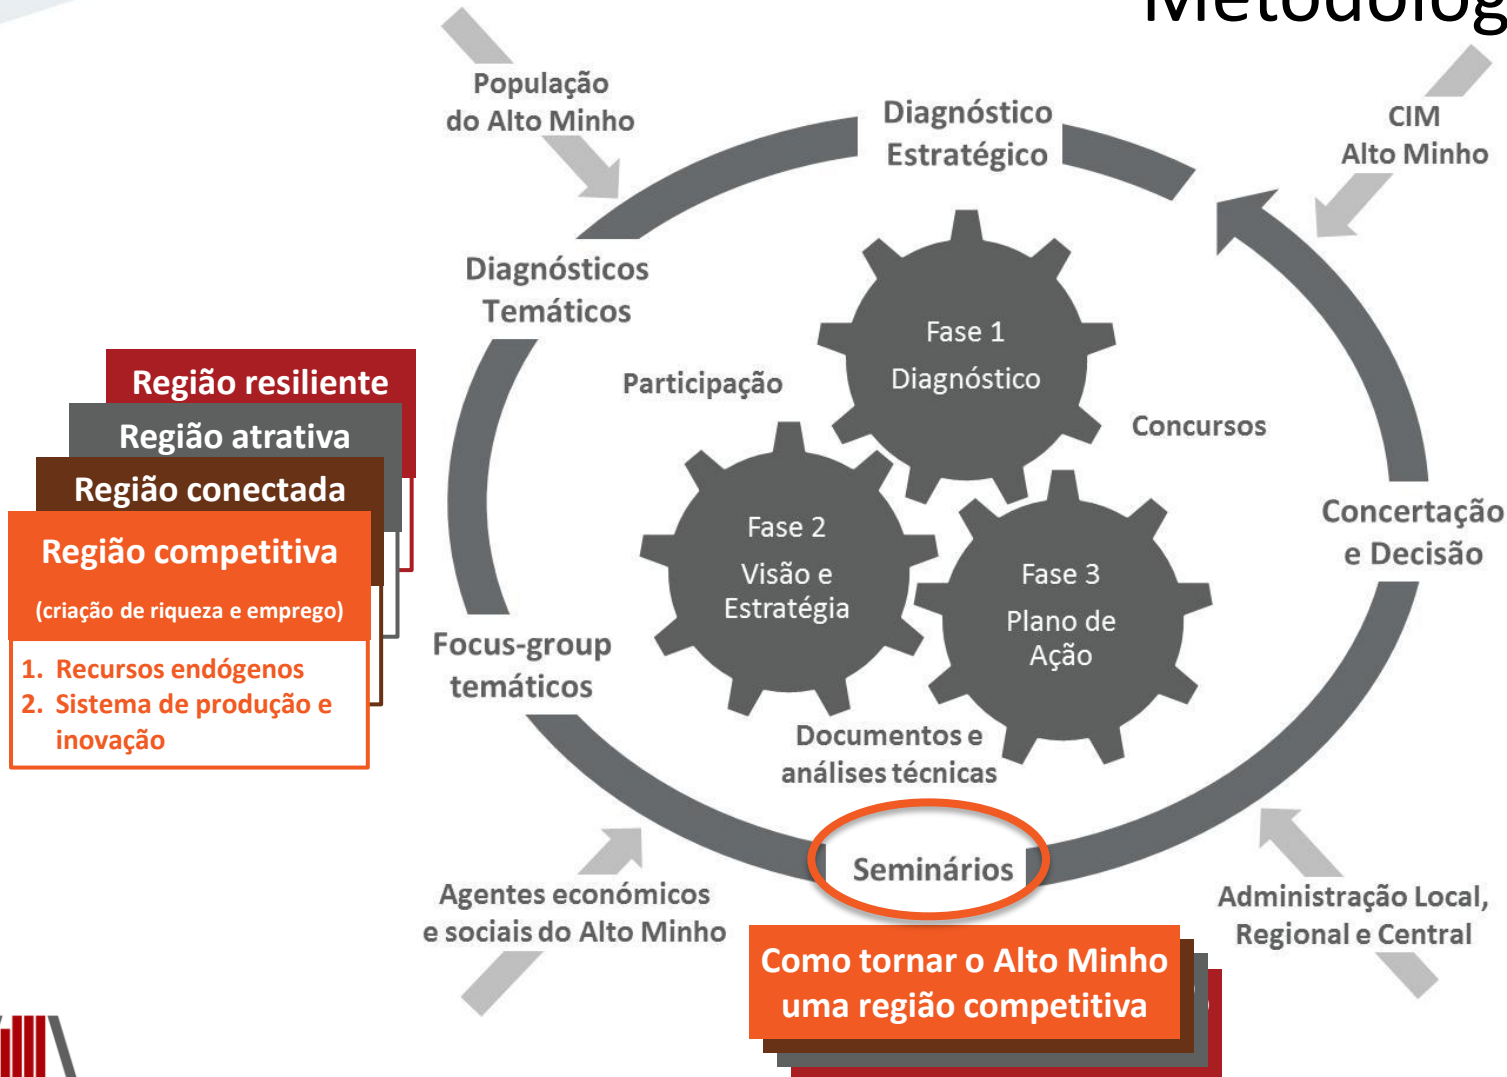 População
do Alto Minho
Diagnóstico
Estratégico
CIM
Alto Minho
Diagnósticos
Temáticos
Fase 1
Diagnóstico
Participação
Concursos
Região resiliente
Região atrativa
Região conectada
Região competitiva
(criação de riqueza e emprego)
1. Recursos endógenos
2. Sistema de produção e
inovação
Fase 2
Visão e
Estratégia
Fase 3
Plano de
Ação
Concertação
e Decisão
Focus-group
temáticos
Documentos e
análises técnicas
Seminários
Agentes económicos
e sociais do Alto Minho
Administração Local,
Regional e Central
Como tornar o Alto Minho
uma região competitiva